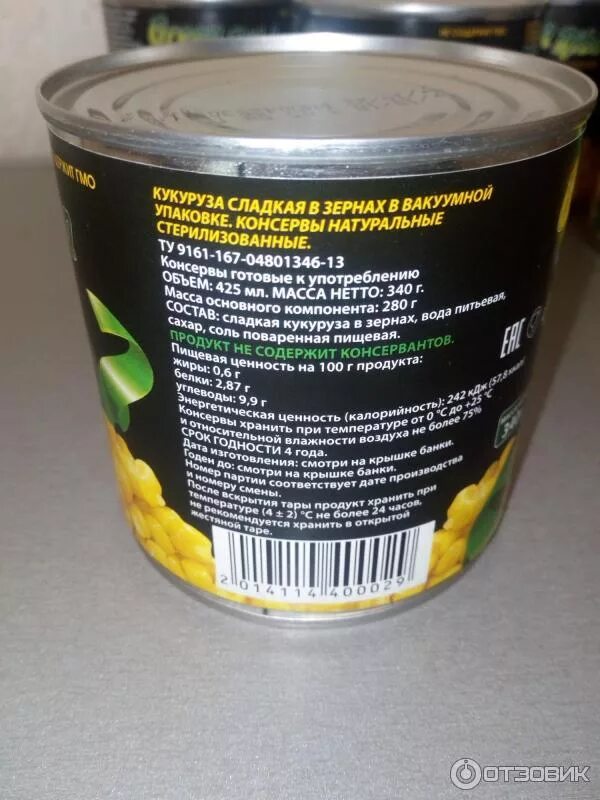 НЕ СОДЕРЖИТ ГМО
КУКУРУЗА СЛАДКАЯ В ЗЕРНАХ В ВАКУУМНОЙ
УПАКОВКЕ. КОНСЕРВЫ НАТУРАЛЬНЫЕ
СТЕРИЛИЗОВАННЫЕ.
ТУ 9161-167-04801346-13
Консервы готовые к употреблению
ОБЪЕМ: 425 мл. МАССА НЕТТО: 340 г.
Масса основного компонента: 280 г
СОСТАВ: сладкая кукуруза в зернах, вода питьевая,
сахар, соль поваренная пищевая.
ПРОДУКТ НЕ СОДЕРЖИТ КОНСЕРВАНТОВ.
Пищевая ценность на 100 г продукта:
жиры: 0,6 г
белки: 2,87 г
углеводы: 9,9 г
Энергетическая ценность (калорийность): 242 кДж (57,8 ккал)
Консервы хранить при температуре от 0 °С до +25 °С
и относительной влажности воздуха не более 75%
СРОК ГОДНОСТИ 4 года.
Дата изготовления: смотри на крышке банки.
Годен до: смотри на крышке банки.
Номер партии соответствует дате производства
и номеру смены.
После вскрытия тары продукт хранить при
температуре (4 ± 2) °С не более 24 часов,
не рекомендуется хранить в открытой
жестяной таре.
EAC
2 014114 400029
ОТЗОВИК